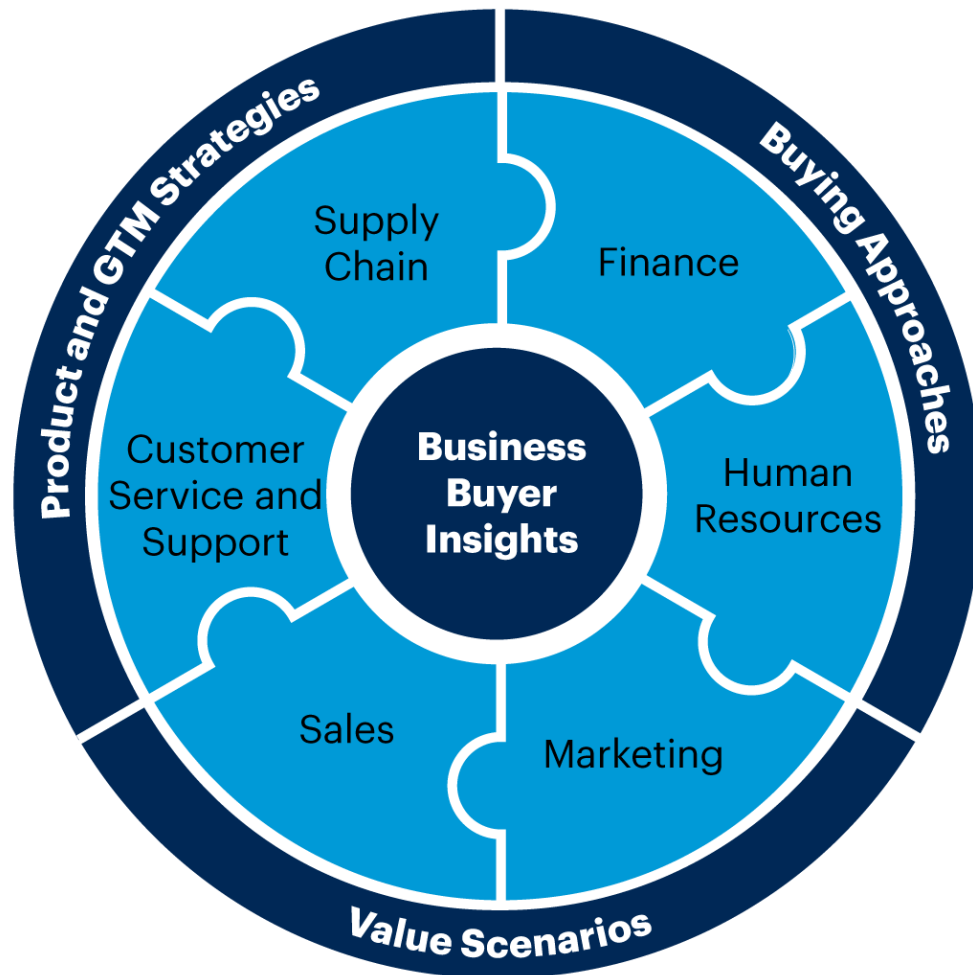 Product and GTM Strategies
Buying Approaches
Supply
Chain
Finance
Customer
Service and
Support
Business
Buyer
Insights
Human
Resources
Sales
Marketing
Value Scenarios